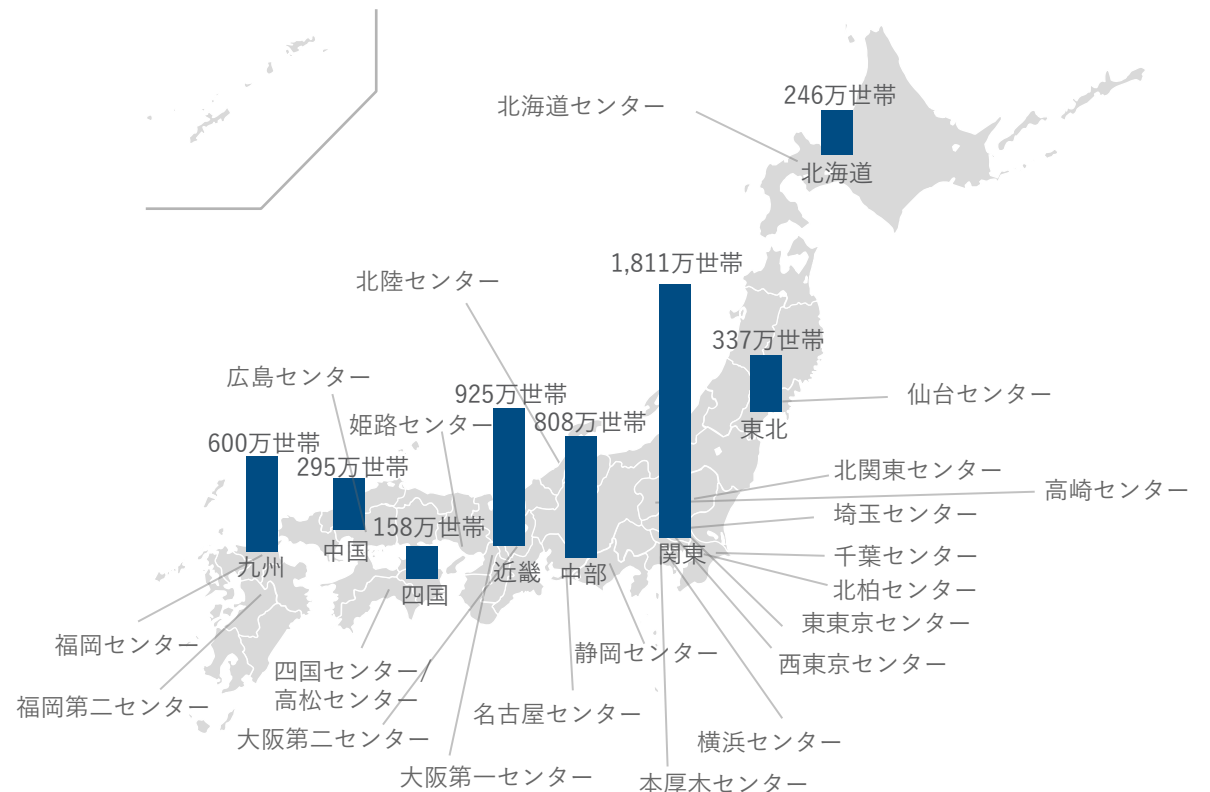 246万世帯
北海道センター
北海道
1,811万世帯
北陸センター
337万世帯
広島センター
925万世帯
仙台センター
808万世帯
姫路センター
東北
600万世帯
295万世帯
北関東センター
高崎センター
埼玉センター
158万世帯
中国
関東
千葉センター
九州
近畿
中部
北柏センター
四国
東東京センター
福岡センター
静岡センター
西東京センター
四国センター/
高松センター
福岡第二センター
名古屋センター
大阪第二センター
横浜センター
大阪第一センター
本厚木センター